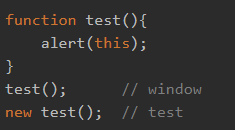 function test(){
    alert(this);
}
test();       // window
new test();  // test